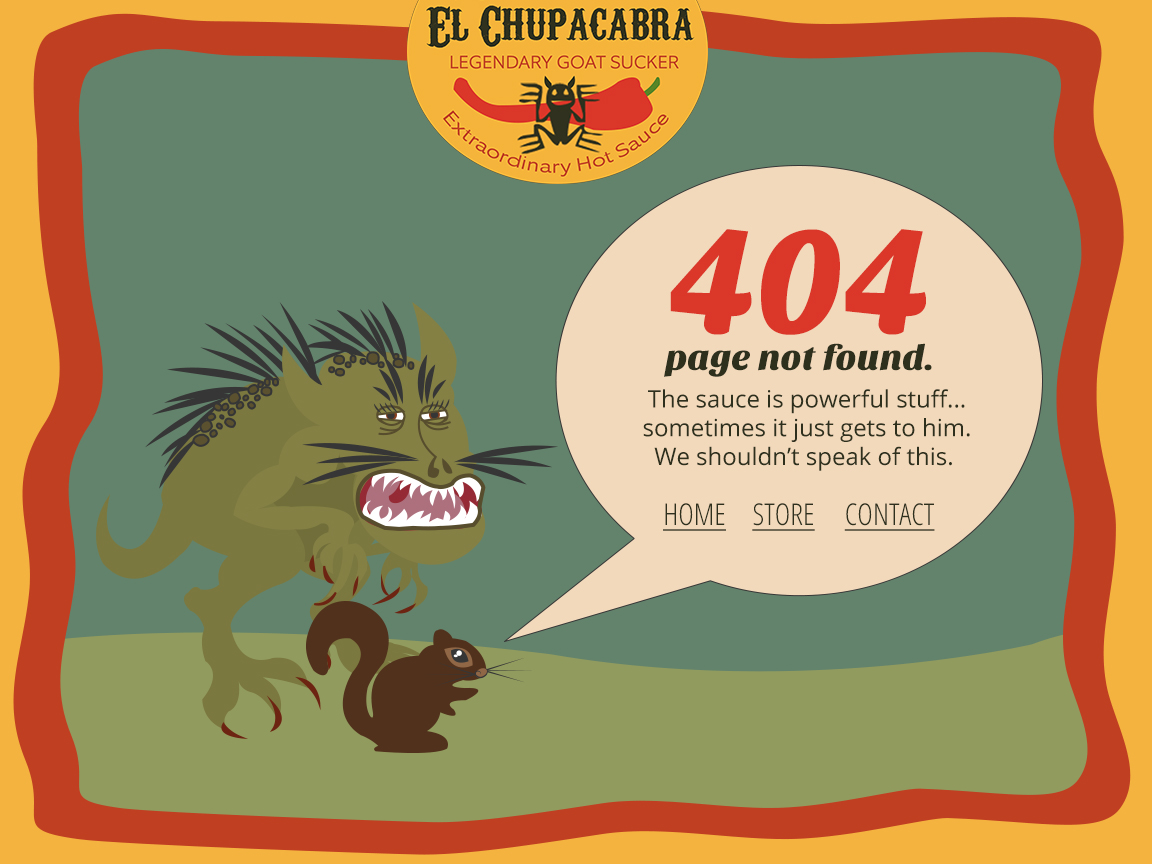 EL CHUPACABRA
LEGENDARY GOAT SUCKER
Extraordinary Hot Sauce
404
page not found.
The sauce is powerful stuff...
sometimes it just gets to him.
We shouldn’t speak of this.
HOME STORE CONTACT